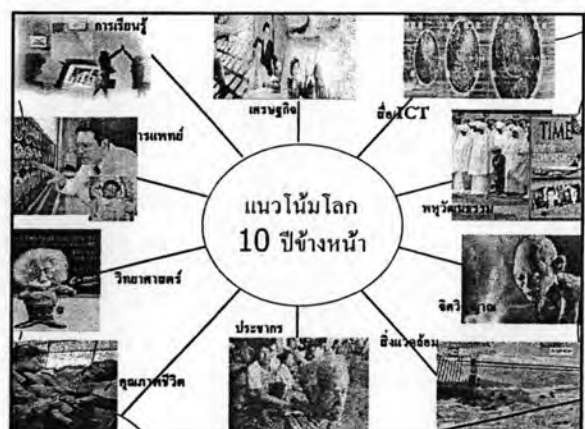 การเรียนรู้
เศรษฐกิจ
สื่อ/ICT
การแพทย์
TIME
พหุวัฒนธรรม
แนวโน้มโลก
10 ปีข้างหน้า
วิทยาศาสตร์
จิตวิญญาณ
ประชากร
สิ่งแวดล้อม
คุณภาพชีวิต